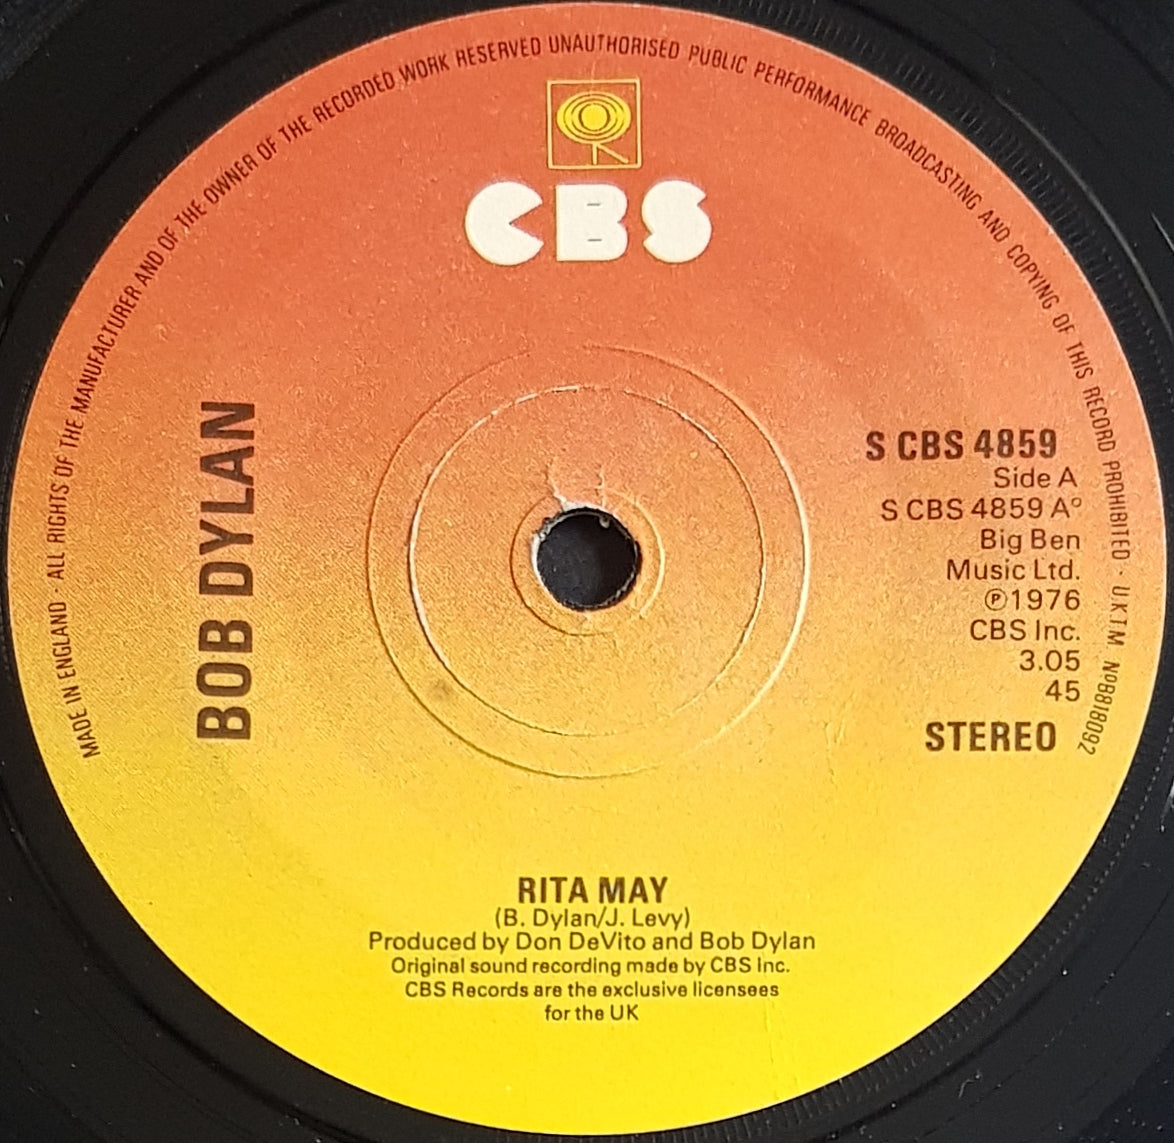 MADE IN ENGLAND · ALL RIGHTS OF THE MANUFACTURER AND OF THE OWNER OF THE RECORDED WORK RESERVED UNAUTHORISED PUBLIC PERFORMANCE BROADCASTING AND COPYING OF THIS RECORD PROHIBITED · U.K.T.M. NoB818092
CBS
BOB DYLAN
S CBS 4859
Side A
S CBS 4859 A°
Big Ben
Music Ltd.
℗1976
CBS Inc.
3.05
45
STEREO
RITA MAY
(B. Dylan/J. Levy)
Produced by Don DeVito and Bob Dylan
Original sound recording made by CBS Inc.
CBS Records are the exclusive licensees
for the UK